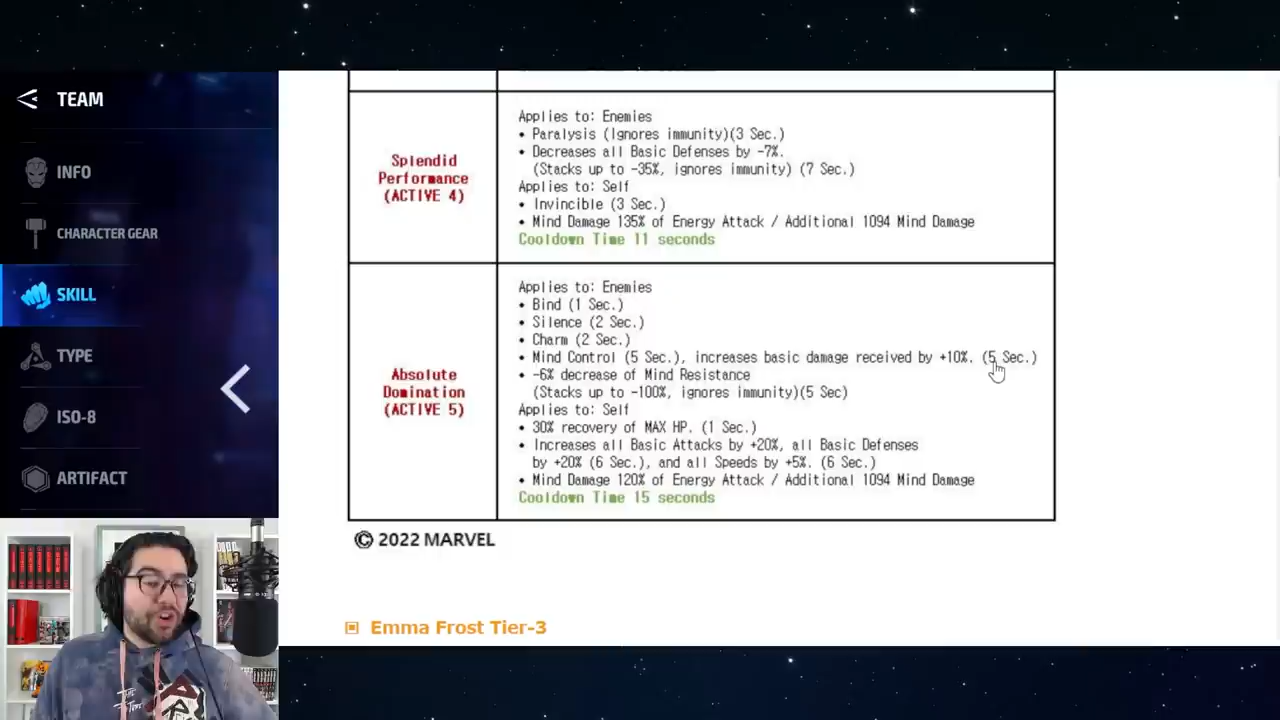 TEAM
INFO
CHARACTER GEAR
SKILL
TYPE
ISO-8
ARTIFACT
Splendid
Performance
(ACTIVE 4)
Applies to: Enemies
• Paralysis (Ignores immunity)(3 Sec.)
• Decreases all Basic Defenses by -7%.
(Stacks up to -35%, ignores immunity) (7 Sec.)
Applies to: Self
• Invincible (3 Sec.)
• Mind Damage 135% of Energy Attack / Additional 1094 Mind Damage
Cooldown Time 11 seconds
Absolute
Domination
(ACTIVE 5)
Applies to: Enemies
• Bind (1 Sec.)
• Silence (2 Sec.)
• Charm (2 Sec.)
• Mind Control (5 Sec.), increases basic damage received by +10%. (5 Sec.)
• -6% decrease of Mind Resistance
(Stacks up to -100%, ignores immunity)(5 Sec)
Applies to: Self
• 30% recovery of MAX HP. (1 Sec.)
• Increases all Basic Attacks by +20%, all Basic Defenses
by +20% (6 Sec.), and all Speeds by +5%. (6 Sec.)
• Mind Damage 120% of Energy Attack / Additional 1094 Mind Damage
Cooldown Time 15 seconds
© 2022 MARVEL
Emma Frost Tier-3